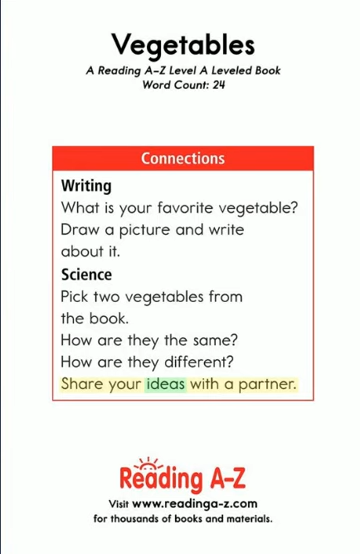 Vegetables
A Reading A–Z Level A Leveled Book
Word Count: 24
Connections
Writing
What is your favorite vegetable?
Draw a picture and write
about it.
Science
Pick two vegetables from
the book.
How are they the same?
How are they different?
Share your ideas with a partner.
Reading A-Z
Visit www.readinga-z.com
for thousands of books and materials.